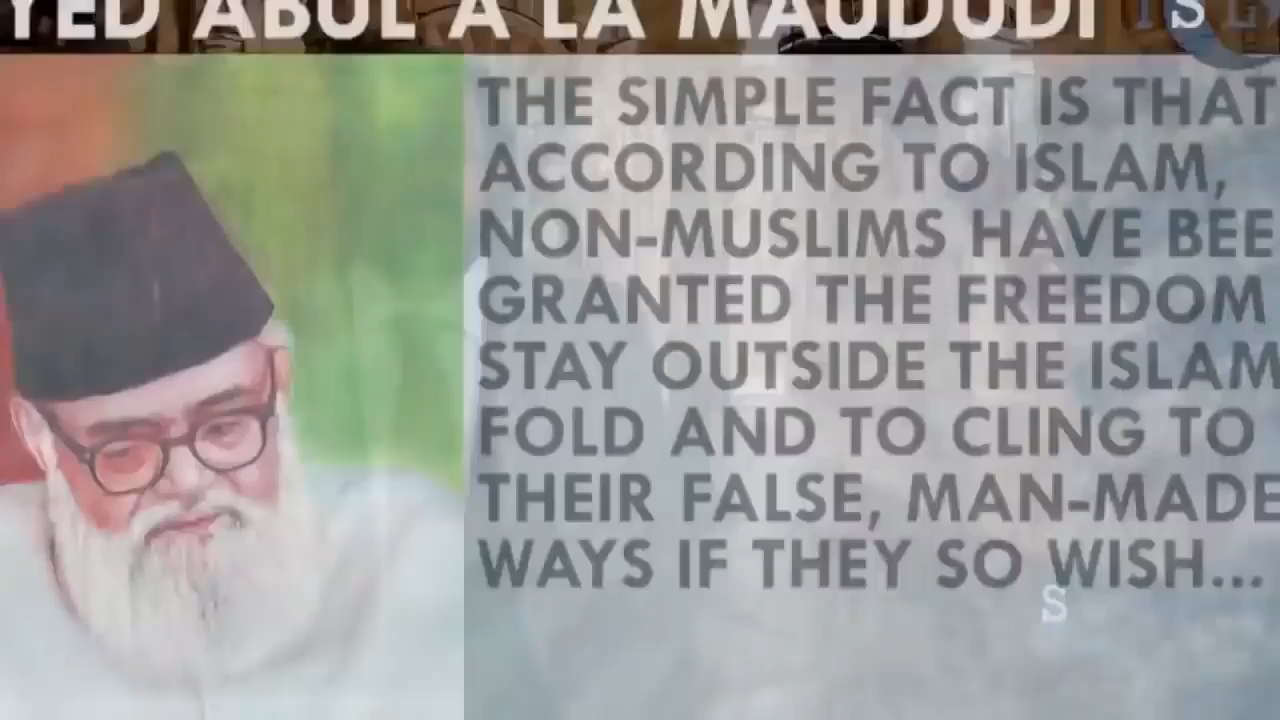 YED ABUL A LA MAUDUDI
THE SIMPLE FACT IS THAT
ACCORDING TO ISLAM,
NON-MUSLIMS HAVE BEE
GRANTED THE FREEDOM
STAY OUTSIDE THE ISLAM
FOLD AND TO CLING TO
THEIR FALSE, MAN-MADE
WAYS IF THEY SO WISH...
S